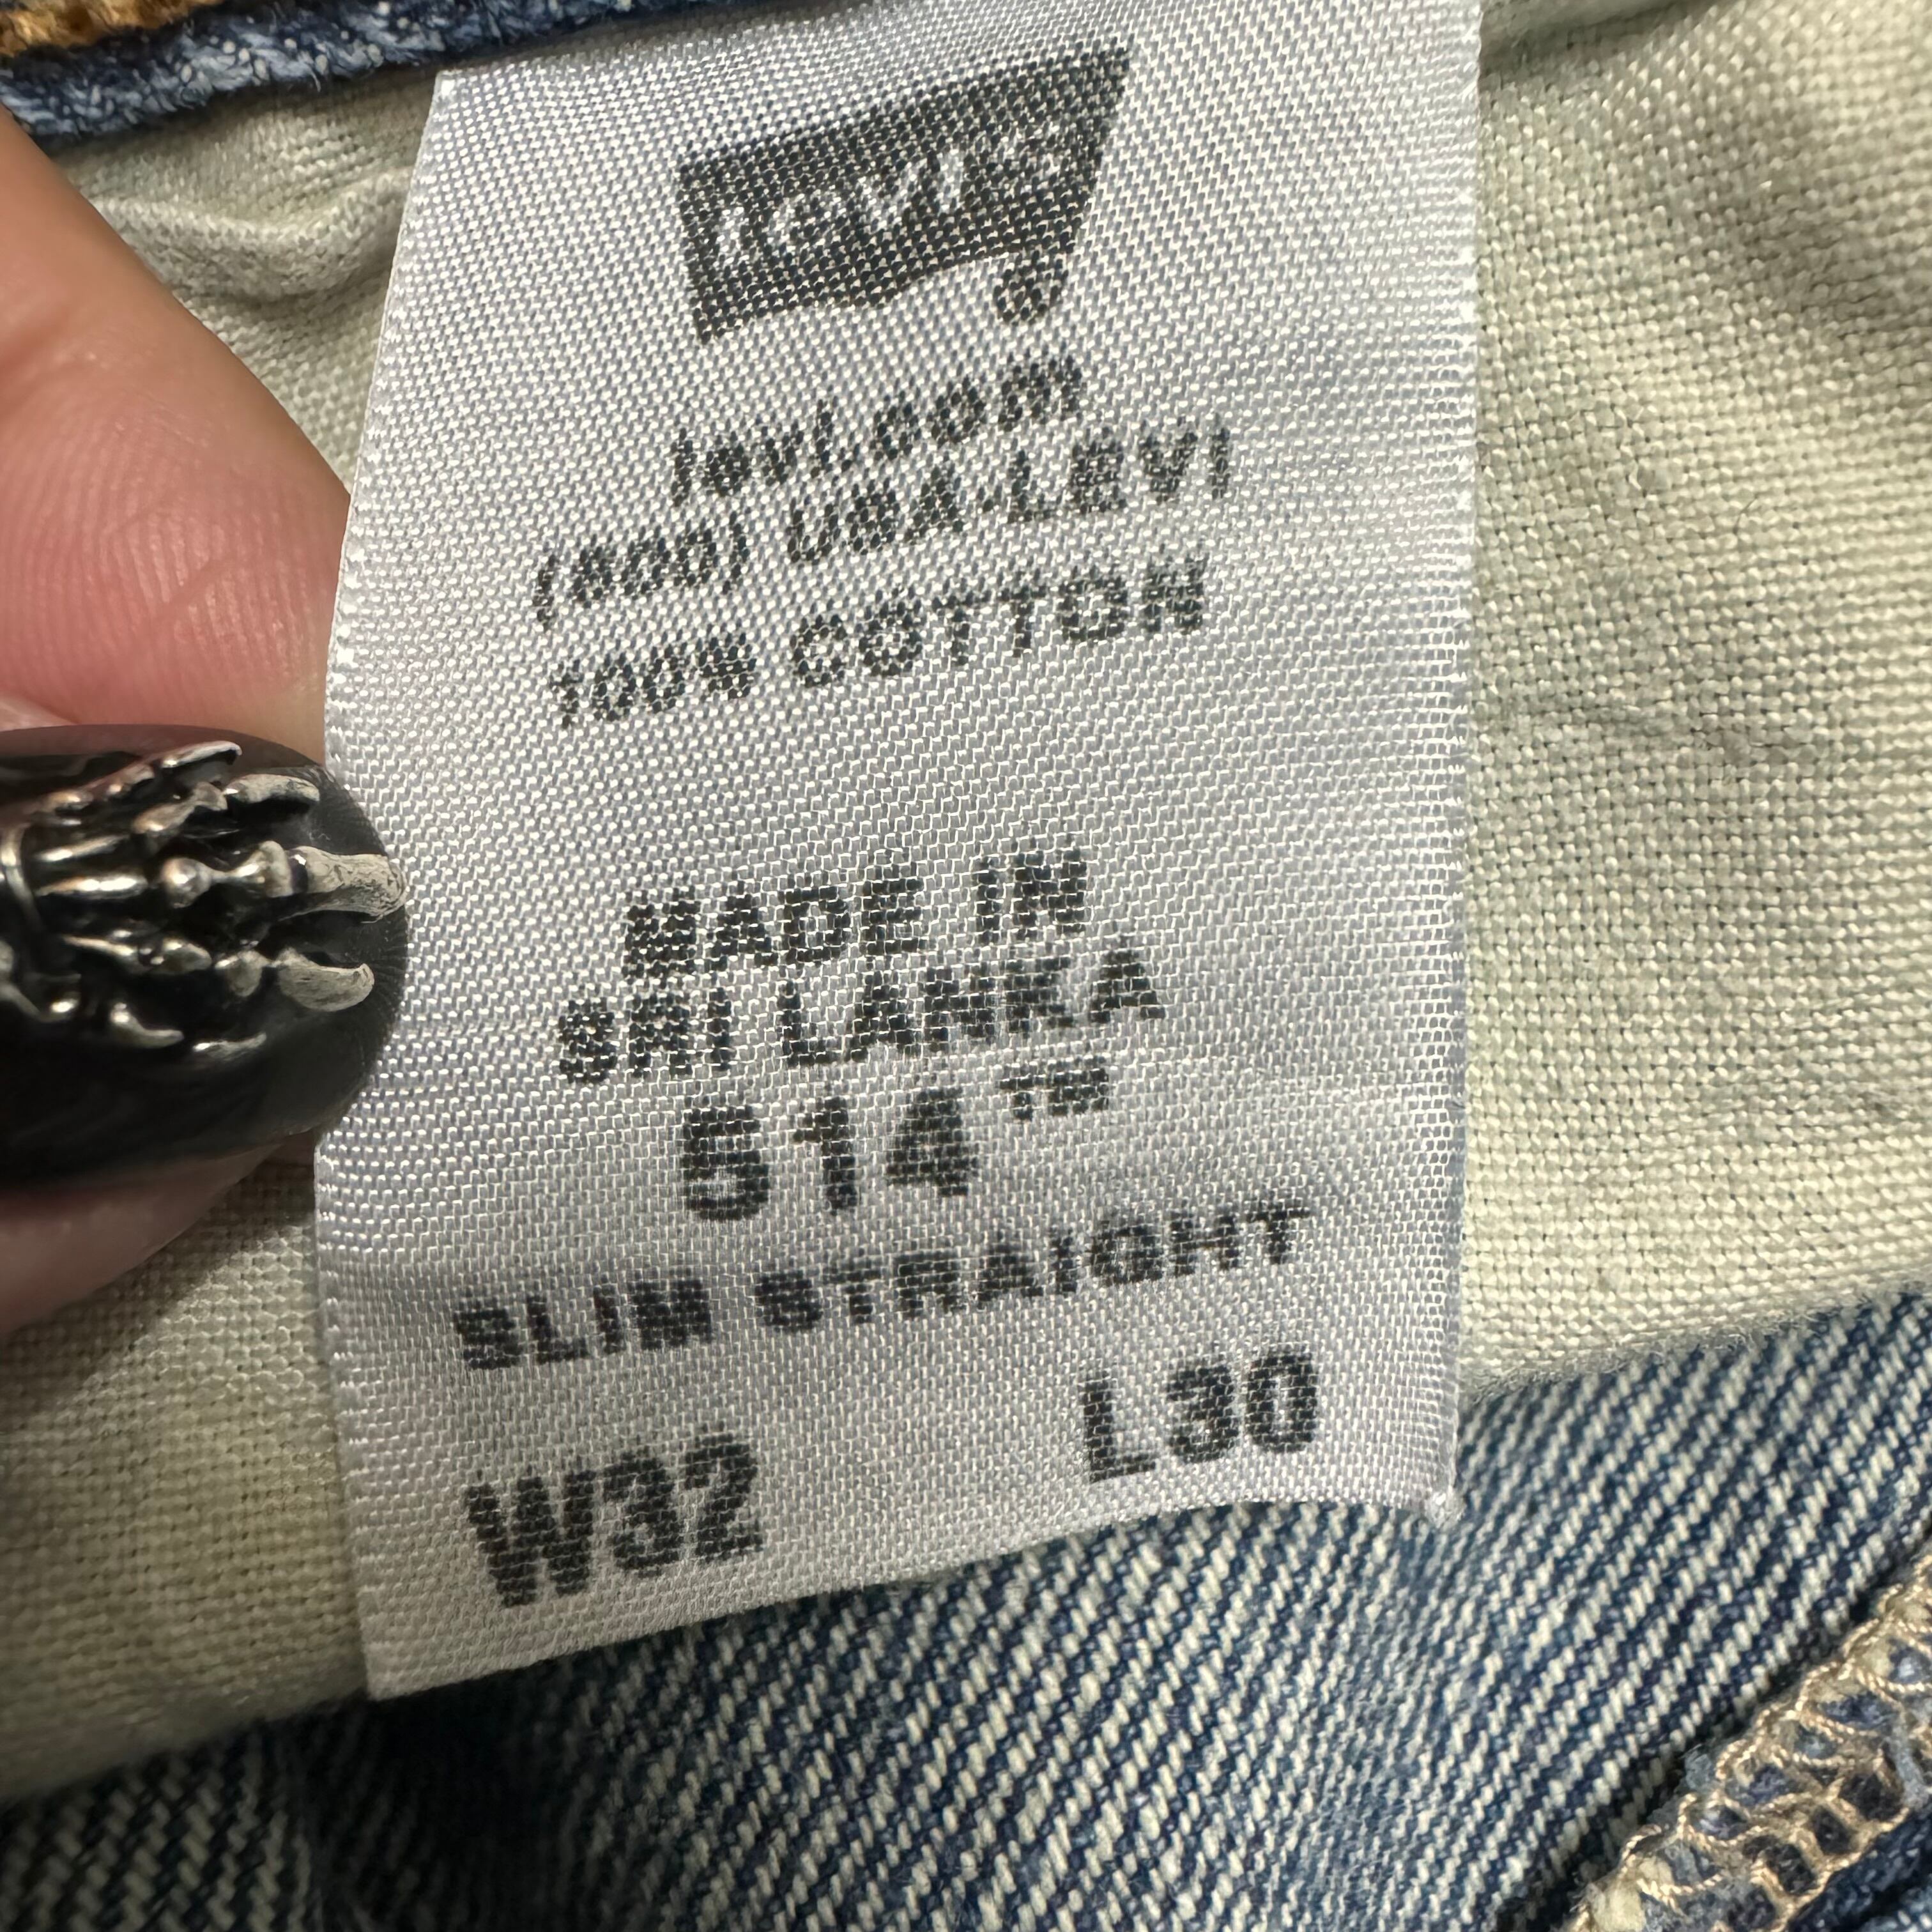 Levi's
®
levi.com
(800) USA-LEVI
100% COTTON
MADE IN
SRI LANKA
514™
SLIM STRAIGHT
W32 L30